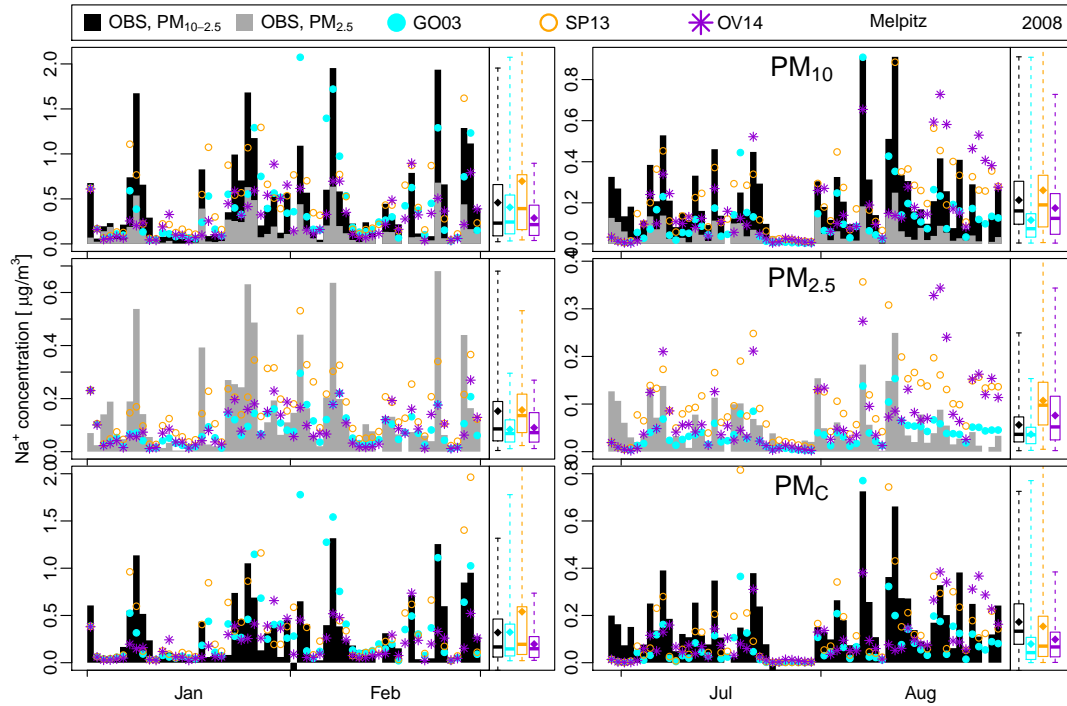 OBS, PM10−2.5 OBS, PM2.5 GO03 SP13 OV14 Melpitz 2008
Na+ concentration [ µg/m3 ]
0.0 0.5 1.0 1.5 2.0
PM10
0.0 0.2 0.4 0.6 0.8
0.0 0.2 0.4 0.6
PM2.5
0.0 0.1 0.2 0.3 0.4
0.0 0.5 1.0 1.5 2.0
PMC
0.0 0.2 0.4 0.6 0.8
Jan Feb Jul Aug